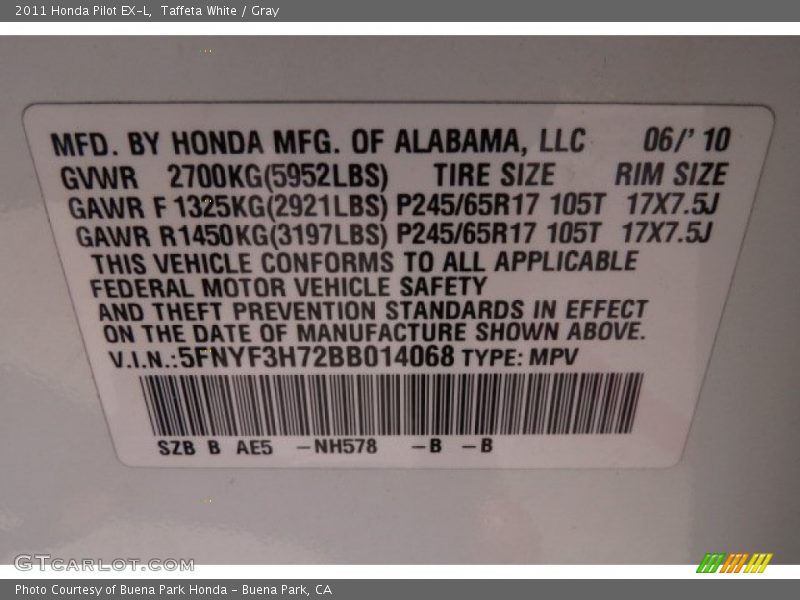 2011 Honda Pilot EX-L, Taffeta White / Gray
MFD. BY HONDA MFG. OF ALABAMA, LLC 06/' 10
GVWR 2700KG(5952LBS) TIRE SIZE RIM SIZE
GAWR F 1325KG(2921LBS) P245/65R17 105T 17X7.5J
GAWR R1450KG(3197LBS) P245/65R17 105T 17X7.5J
THIS VEHICLE CONFORMS TO ALL APPLICABLE
FEDERAL MOTOR VEHICLE SAFETY
AND THEFT PREVENTION STANDARDS IN EFFECT
ON THE DATE OF MANUFACTURE SHOWN ABOVE.
V.I.N.:5FNYF3H72BB014068 TYPE: MPV
SZB B AE5 -NH578 -B -B
GTCarLot.com
Photo Courtesy of Buena Park Honda - Buena Park, CA